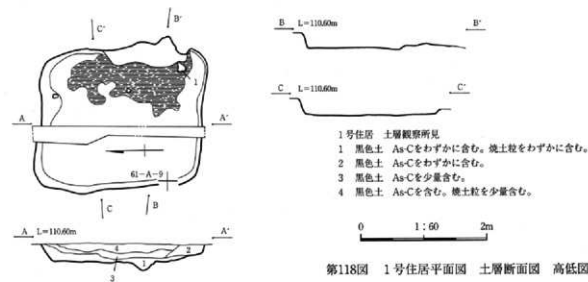 C'
B'
1
A
A'
61-A-9
C
B
A L=110.60m A'
4
2
1
3
B L=110.60m B'
C L=110.60m C'
1号住居 土層観察所見
1 黒色土 As-Cをわずかに含む。焼土粒をわずかに含む。
2 黒色土 As-Cをわずかに含む。
3 黒色土 As-Cを少量含む。
4 黒色土 As-Cを含む。焼土粒を少量含む。
0 1:60 2m
第118図 1号住居平面図 土層断面図 高低図